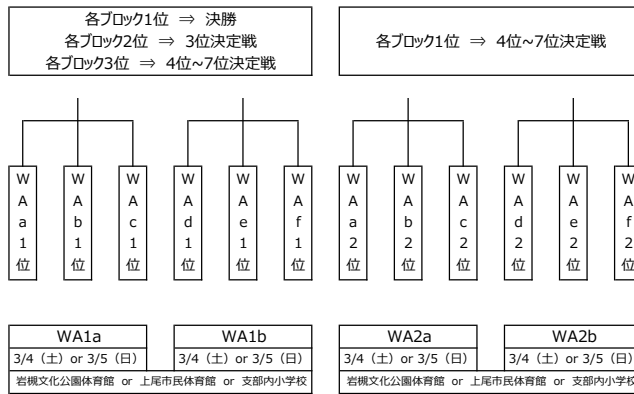 各ブロック1位 ⇒ 決勝
各ブロック2位 ⇒ 3位決定戦
各ブロック3位 ⇒ 4位~7位決定戦
各ブロック1位 ⇒ 4位~7位決定戦
WAa1位
WAb1位
WAc1位
WAd1位
WAe1位
WAf1位
WAa2位
WAb2位
WAc2位
WAd2位
WAe2位
WAf2位
WA1a
WA1b
WA2a
WA2b
3/4（土）or 3/5（日）
3/4（土）or 3/5（日）
3/4（土）or 3/5（日）
3/4（土）or 3/5（日）
岩槻文化公園体育館 or 上尾市民体育館 or 支部内小学校
岩槻文化公園体育館 or 上尾市民体育館 or 支部内小学校